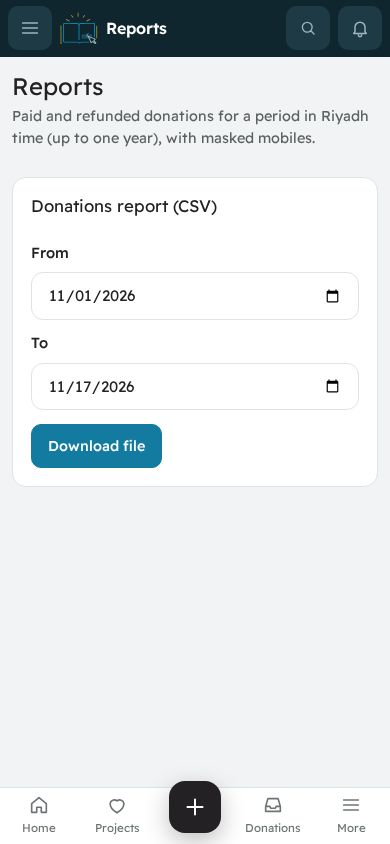 Reports
Reports
Paid and refunded donations for a period in Riyadh
time (up to one year), with masked mobiles.
Donations report (CSV)
From
11/01/2026
To
11/17/2026
Download file
Home
Projects
Donations
More